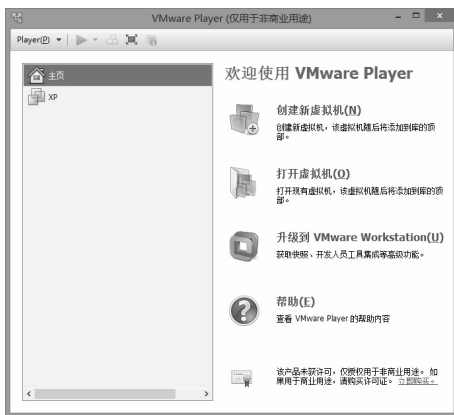 VMware Player (仅用于非商业用途)
Player(P)
主页
XP
欢迎使用 VMware Player
创建新虚拟机(N)
创建新虚拟机，该虚拟机随后将添加到库的顶
部。
打开虚拟机(O)
打开现有虚拟机，该虚拟机随后将添加到库的顶
部。
升级到 VMware Workstation(U)
获取快照、开发人员工具集成等高级功能。
帮助(E)
查看 VMware Player 的帮助内容
该产品未获许可，仅授权用于非商业用途。如
果用于商业用途，请购买许可证。立即购买。